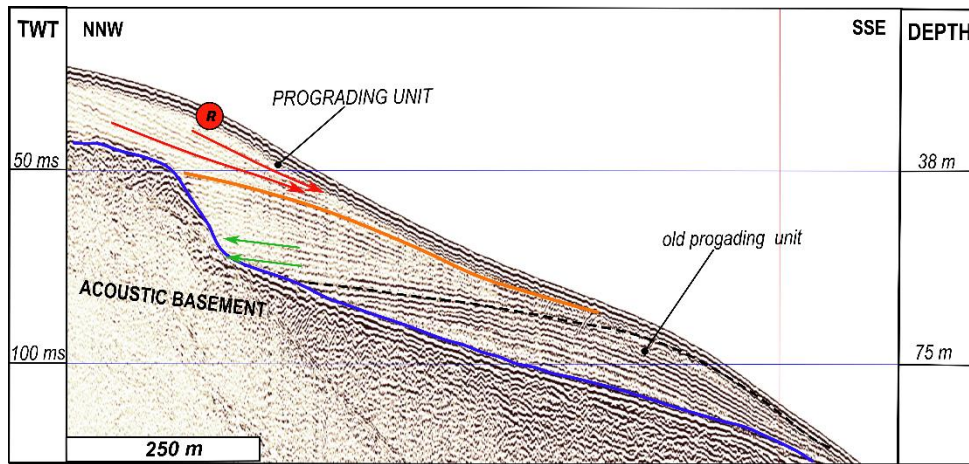 TWT NNW SSE DEPTH
R
PROGRADING UNIT
50 ms 38 m
old progading unit
ACOUSTIC BASEMENT
100 ms 75 m
250 m